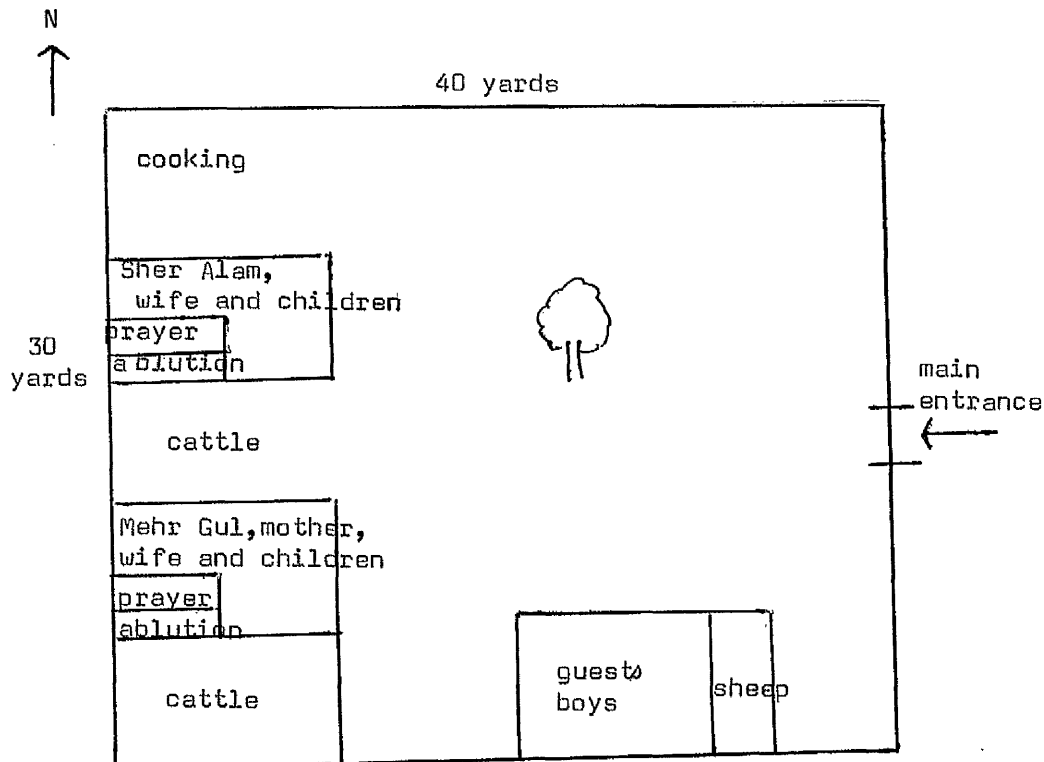 N
40 yards
cooking
Sher Alam,
wife and children
prayer
ablution
30
yards
main
entrance
cattle
Mehr Gul,mother,
wife and children
prayer
ablution
guests
boys
sheep
cattle